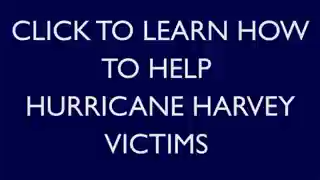 CLICK TO LEARN HOW
TO HELP
HURRICANE HARVEY
VICTIMS